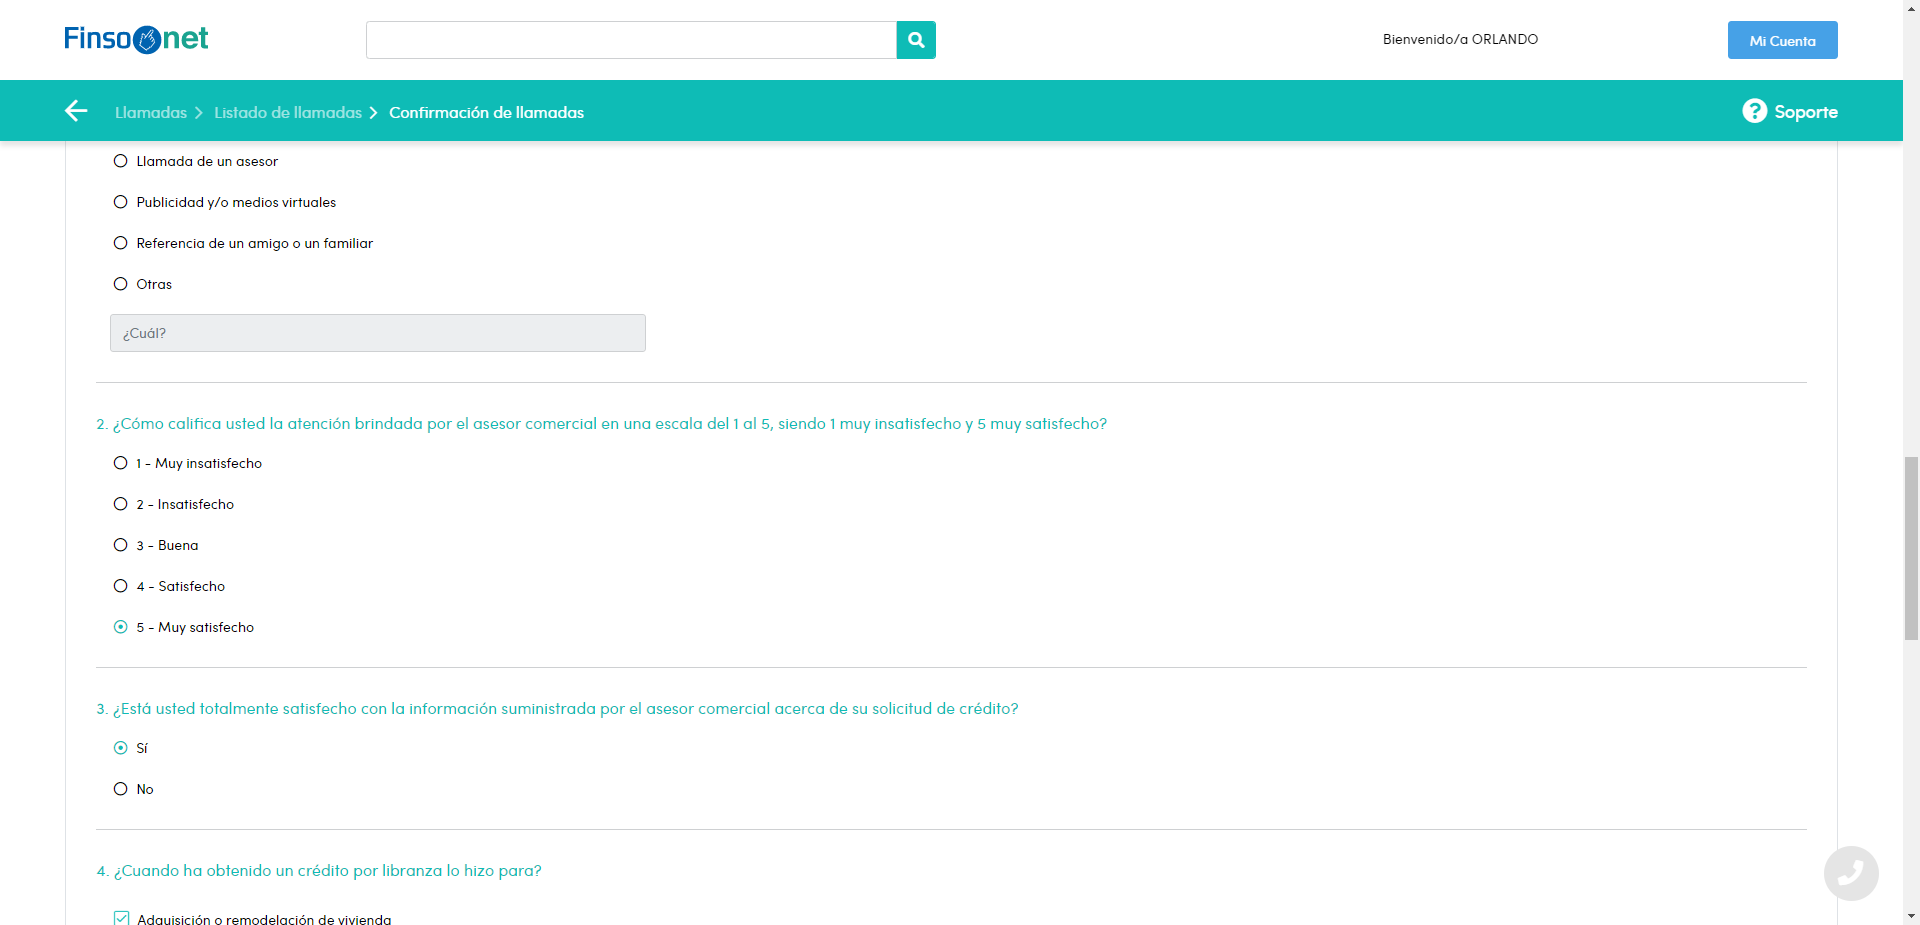 Finsonet
Bienvenido/a ORLANDO
Mi Cuenta
Llamadas > Listado de llamadas > Confirmación de llamadas
? Soporte
Llamada de un asesor
Publicidad y/o medios virtuales
Referencia de un amigo o un familiar
Otras
¿Cuál?
2. ¿Cómo califica usted la atención brindada por el asesor comercial en una escala del 1 al 5, siendo 1 muy insatisfecho y 5 muy satisfecho?
1 - Muy insatisfecho
2 - Insatisfecho
3 - Buena
4 - Satisfecho
5 - Muy satisfecho
3. ¿Está usted totalmente satisfecho con la información suministrada por el asesor comercial acerca de su solicitud de crédito?
Sí
No
4. ¿Cuando ha obtenido un crédito por libranza lo hizo para?
Adquisición o remodelación de vivienda